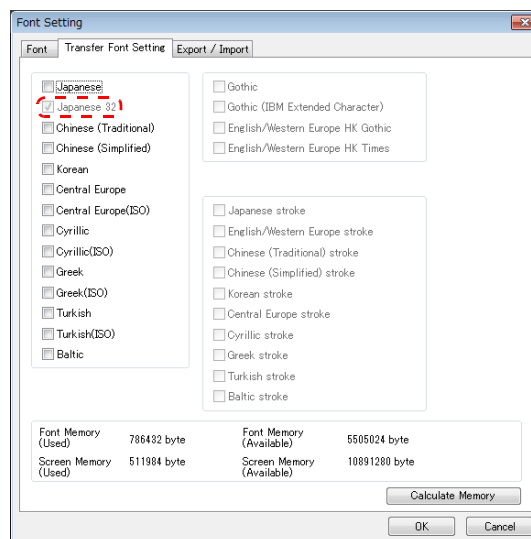 Font Setting
Font Transfer Font Setting Export / Import
Japanese
Japanese 32
Chinese (Traditional)
Chinese (Simplified)
Korean
Central Europe
Central Europe(ISO)
Cyrillic
Cyrillic(ISO)
Greek
Greek(ISO)
Turkish
Turkish(ISO)
Baltic
Gothic
Gothic (IBM Extended Character)
English/Western Europe HK Gothic
English/Western Europe HK Times
Japanese stroke
English/Western Europe stroke
Chinese (Traditional) stroke
Chinese (Simplified) stroke
Korean stroke
Central Europe stroke
Cyrillic stroke
Greek stroke
Turkish stroke
Baltic stroke
Font Memory
(Used)
786432 byte
Font Memory
(Available)
5505024 byte
Screen Memory
(Used)
511984 byte
Screen Memory
(Available)
10891280 byte
Calculate Memory
OK Cancel